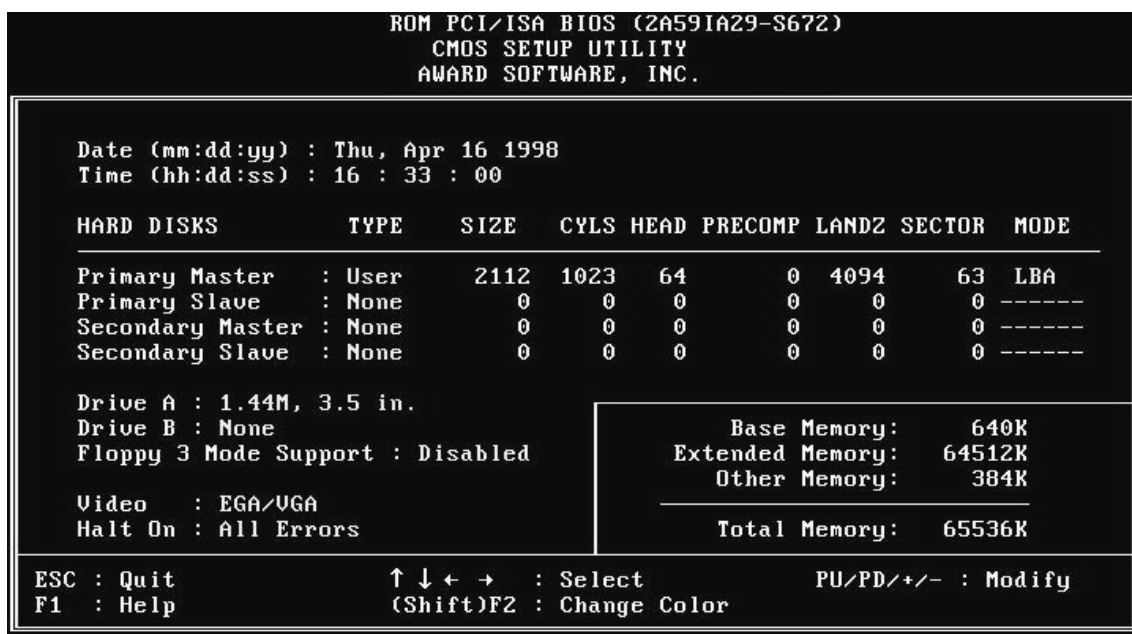 ROM PCI/ISA BIOS (2A59IA29-S672)
CMOS SETUP UTILITY
AWARD SOFTWARE, INC.
Date (mm:dd:yy) : Thu, Apr 16 1998
Time (hh:dd:ss) : 16 : 33 : 00
HARD DISKS TYPE SIZE CYLS HEAD PRECOMP LANDZ SECTOR MODE
Primary Master : User 2112 1023 64 0 4094 63 LBA
Primary Slave : None 0 0 0 0 0 0 ------
Secondary Master : None 0 0 0 0 0 0 ------
Secondary Slave : None 0 0 0 0 0 0 ------
Drive A : 1.44M, 3.5 in.
Drive B : None
Floppy 3 Mode Support : Disabled
Video : EGA/VGA
Halt On : All Errors
Base Memory: 640K
Extended Memory: 64512K
Other Memory: 384K
Total Memory: 65536K
ESC : Quit ↑ ↓ ← → : Select PU/PD/+/- : Modify
F1 : Help (Shift)F2 : Change Color